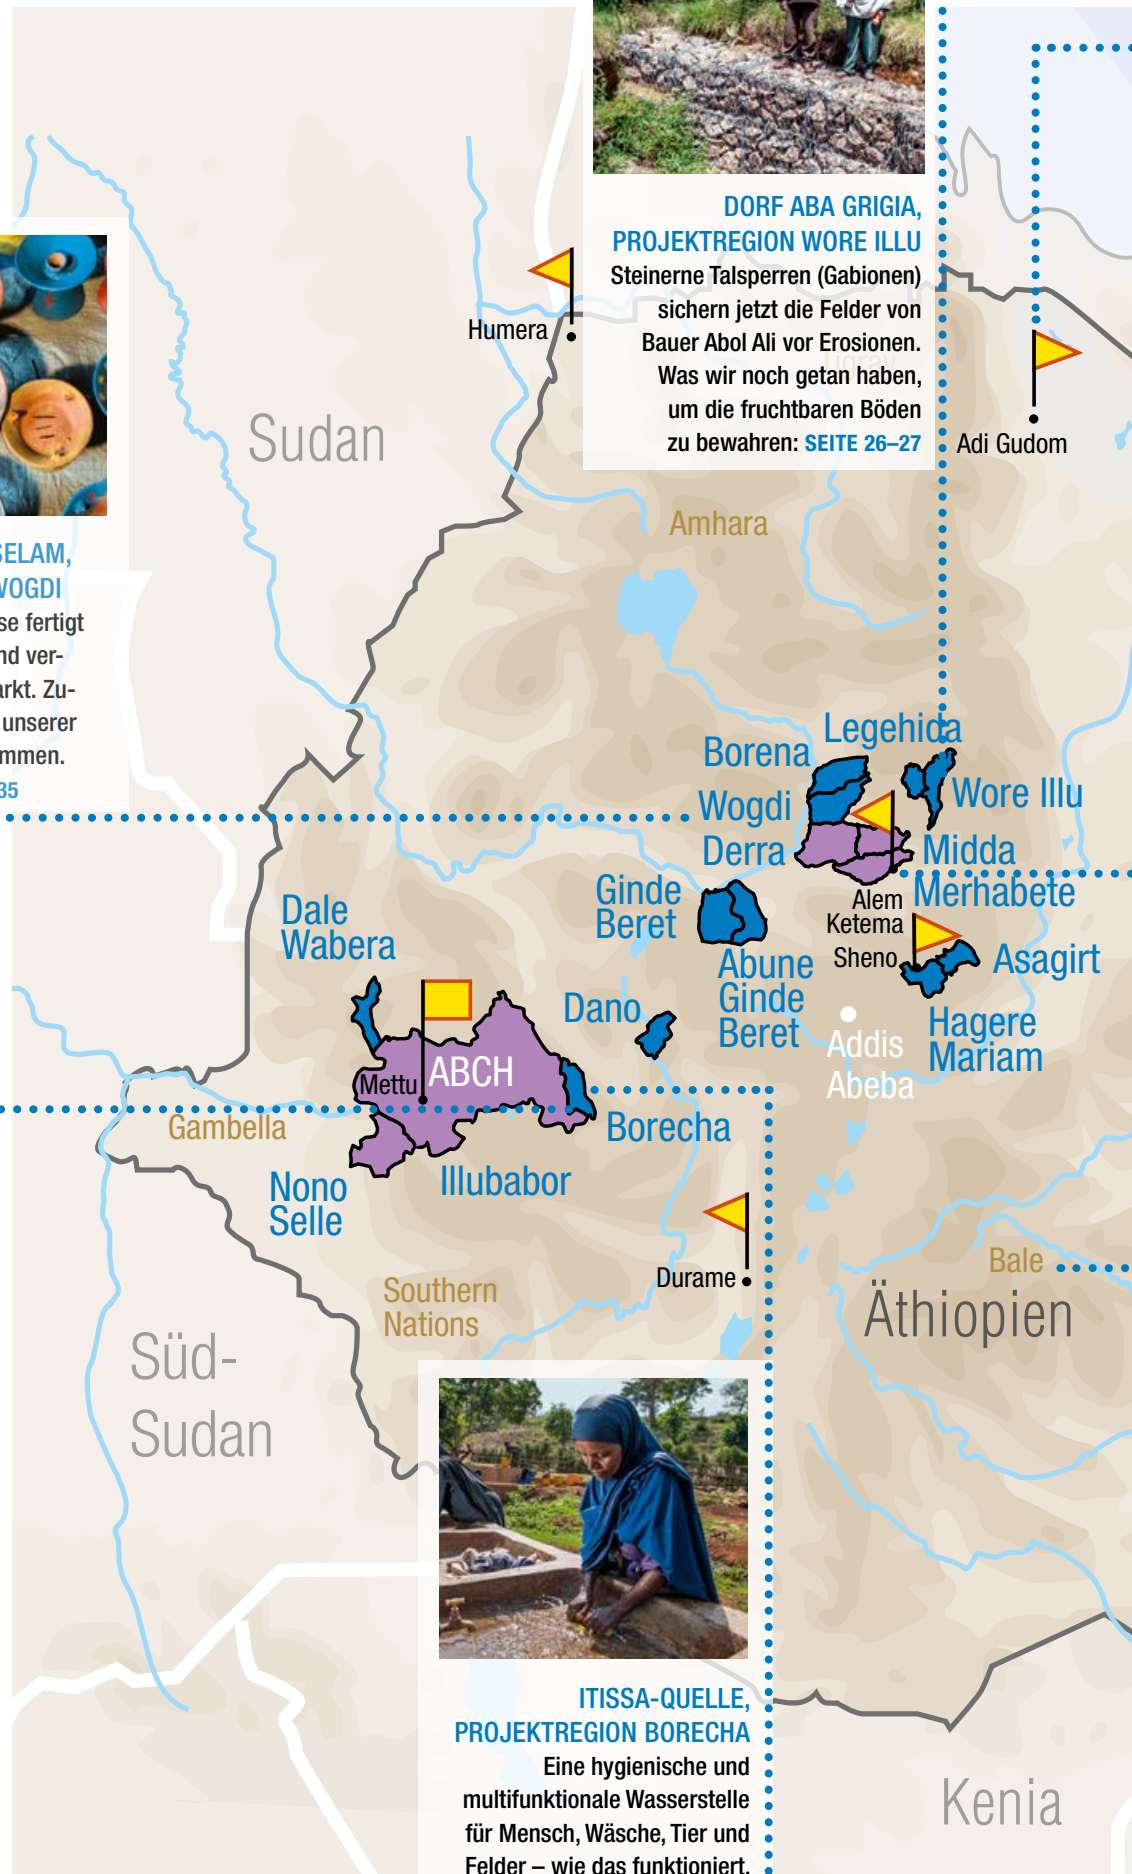 DORF ABA GRIGIA,
PROJEKTREGION WORE ILLU
Steinerne Talsperren (Gabionen)
sichern jetzt die Felder von
Bauer Abol Ali vor Erosionen.
Was wir noch getan haben,
um die fruchtbaren Böden
zu bewahren: SEITE 26–27
Tigray
Humera
Adi Gudom
Sudan
Amhara
SELAM,
WOGDI
se fertigt
nd ver-
arkt. Zu-
unserer
mmen.
35
Legehida
Borena
Wogdi
Wore Illu
Derra
Midda
Merhabete
Alem
Ketema
Sheno
Ginde
Beret
Abune
Ginde
Beret
Asagirt
Hagere
Mariam
Dale
Wabera
Dano
Addis
Abeba
ABCH
Mettu
Gambella
Borecha
Nono
Selle
Illubabor
Durame
Bale
Southern
Nations
Äthiopien
Süd-
Sudan
ITISSA-QUELLE,
PROJEKTREGION BORECHA
Eine hygienische und
multifunktionale Wasserstelle
für Mensch, Wäsche, Tier und
Felder – wie das funktioniert,
Kenia